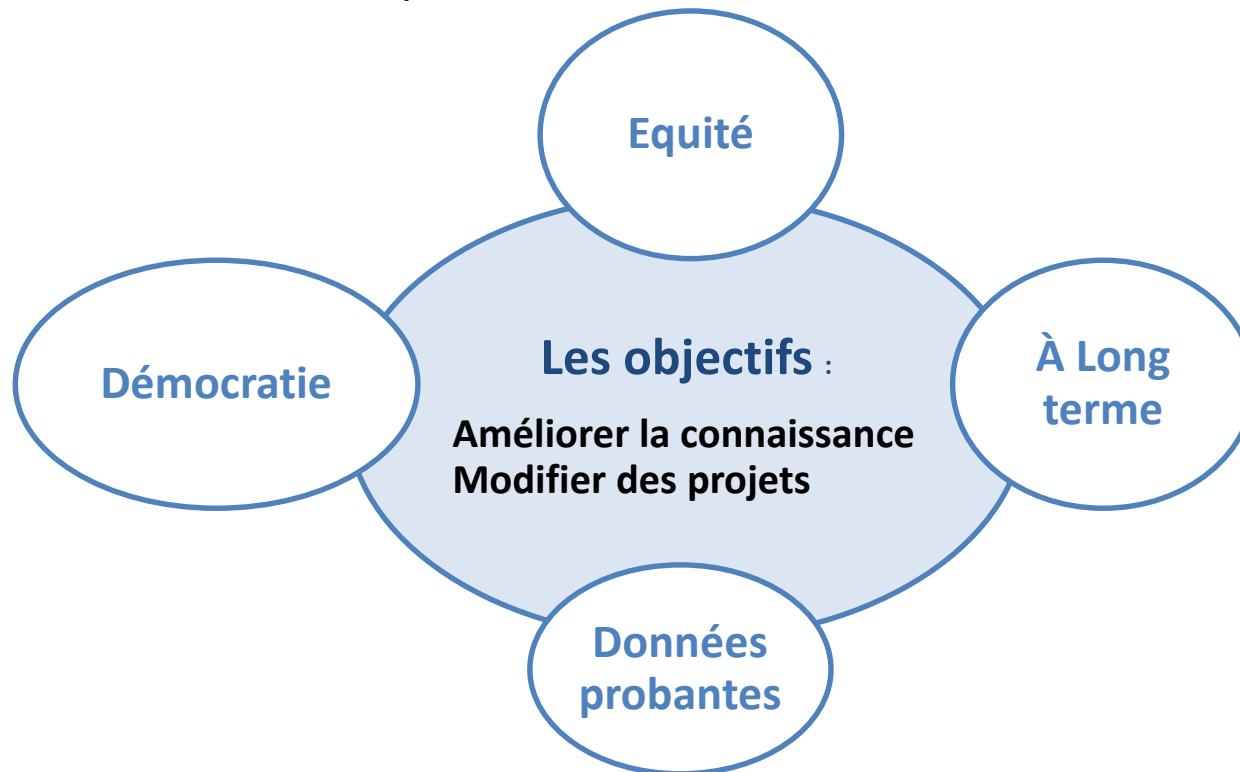 Equité
Démocratie
Les objectifs :
Améliorer la connaissance
Modifier des projets
À Long
terme
Données
probantes